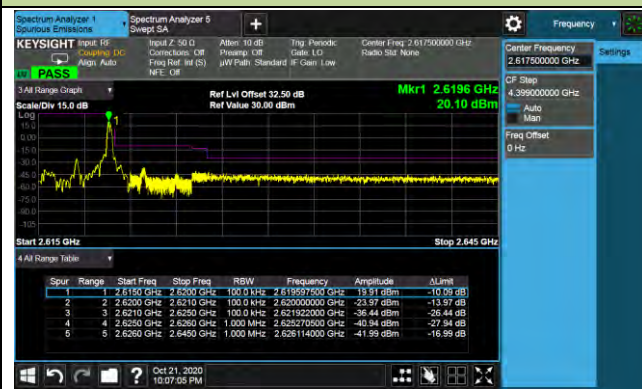 Spectrum Analyzer 1
Spurious Emissions
Spectrum Analyzer 5
Swept SA
+
Frequency
KEYSIGHT
Input: RF
Coupling: DC
Align: Auto
Input Z: 50 Ω
Corrections: Off
Freq Ref: Int (S)
NFE: Off
Atten: 10 dB
Preamp: Off
µW Path: Standard
Trig: Periodic
Gate: LO
IF Gain: Low
Center Freq: 2.617500000 GHz
Radio Std: None
PASS
Center Frequency
2.617500000 GHz
Settings
CF Step
4.399000000 GHz
Auto
Man
Freq Offset
0 Hz
3 All Range Graph
Scale/Div 15.0 dB
Ref Lvl Offset 32.50 dB
Ref Value 30.00 dBm
Mkr1 2.6196 GHz
20.10 dBm
Log
15.0
0.00
-15.0
-30.0
-45.0
-60.0
-75.0
-90.0
-105
1
Start 2.615 GHz
Stop 2.645 GHz
4 All Range Table
Spur Range Start Freq Stop Freq RBW Frequency Amplitude ΔLimit
1 1 2.6150 GHz 2.6200 GHz 100.0 kHz 2.619597500 GHz 19.91 dBm -10.09 dB
2 2 2.6200 GHz 2.6210 GHz 100.0 kHz 2.620000000 GHz -23.97 dBm -13.97 dB
3 3 2.6210 GHz 2.6250 GHz 100.0 kHz 2.621922000 GHz -36.44 dBm -26.44 dB
4 4 2.6250 GHz 2.6260 GHz 1.000 MHz 2.625270500 GHz -40.94 dBm -27.94 dB
5 5 2.6260 GHz 2.6450 GHz 1.000 MHz 2.626114000 GHz -41.99 dBm -16.99 dB
?
Oct 21, 2020
10:07:05 PM